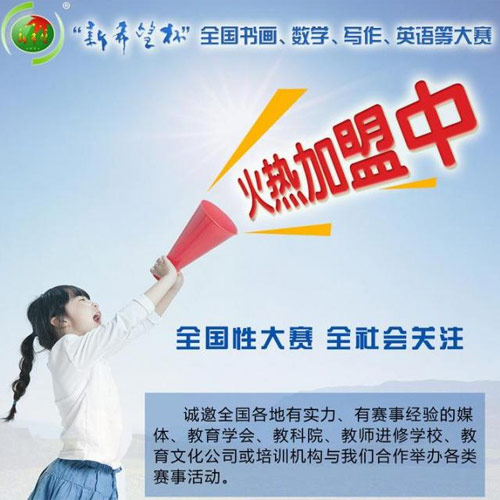 “新希望杯”全国书画、数学、写作、英语等大赛
火热加盟中
全国性大赛 全社会关注
诚邀全国各地有实力、有赛事经验的媒
体、教育学会、教科院、教师进修学校、教
育文化公司或培训机构与我们合作举办各类
赛事活动。